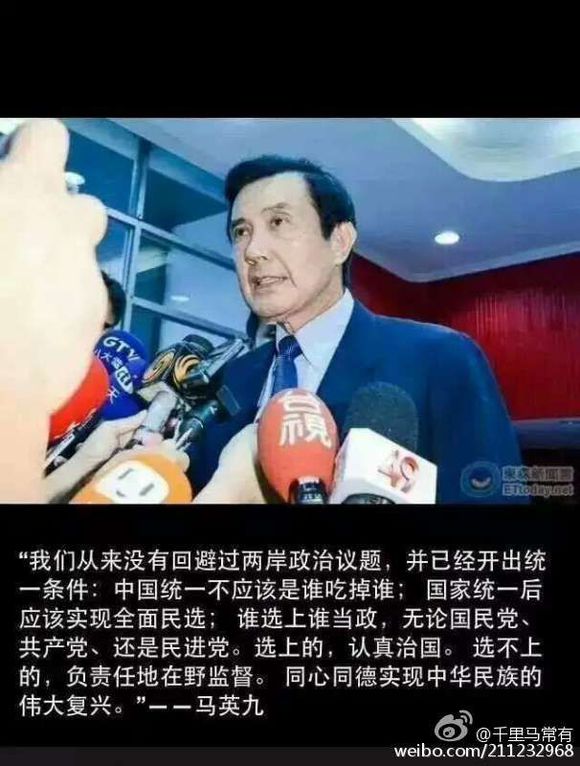 GTV
八大
台視
ETtoday.net
“我们从来没有回避过两岸政治议题，并已经开出统
一条件：中国统一不应该是谁吃掉谁； 国家统一后
应该实现全面民选； 谁选上谁当政，无论国民党、
共产党、还是民进党。选上的，认真治国。 选不上
的，负责任地在野监督。 同心同德实现中华民族的
伟大复兴。”——马英九
@千里马常有
weibo.com/211232968